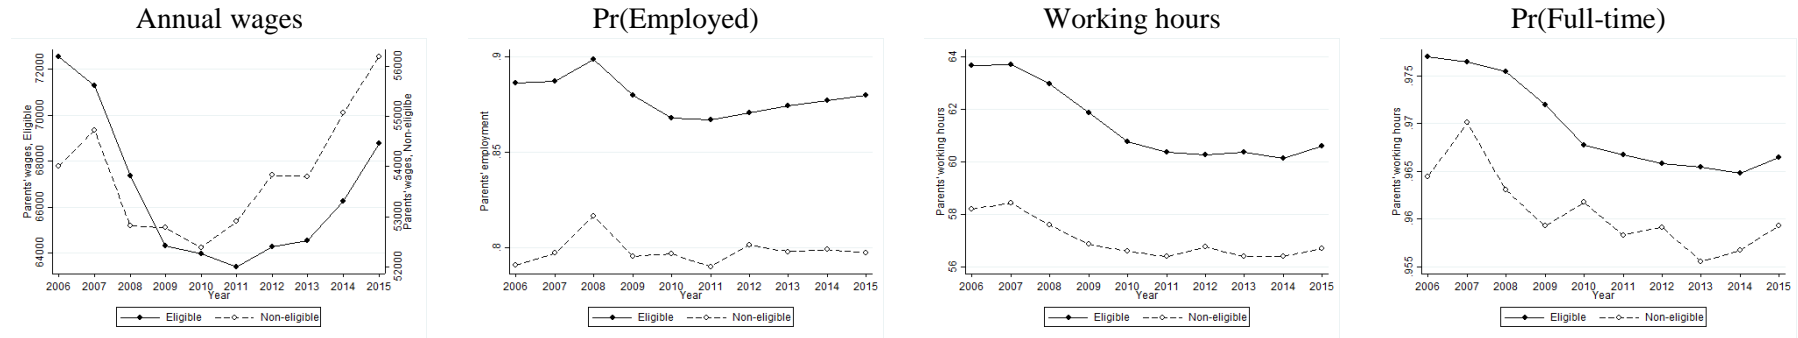 Annual wages
Parents' wages, Eligible
64000 66000 68000 70000 72000
52000 53000 54000 55000 56000
Parents' wages, Non-eligilbe
2006 2007 2008 2009 2010 2011 2012 2013 2014 2015
Year
Eligible Non-eligible
Pr(Employed)
Parents' employment
.8 .85 .9
2006 2007 2008 2009 2010 2011 2012 2013 2014 2015
Year
Eligible Non-eligible
Working hours
Parents' working hours
56 58 60 62 64
2006 2007 2008 2009 2010 2011 2012 2013 2014 2015
Year
Eligible Non-eligible
Pr(Full-time)
Parents' working hours
.955 .96 .965 .97 .975
2006 2007 2008 2009 2010 2011 2012 2013 2014 2015
Year
Eligible Non-eligible